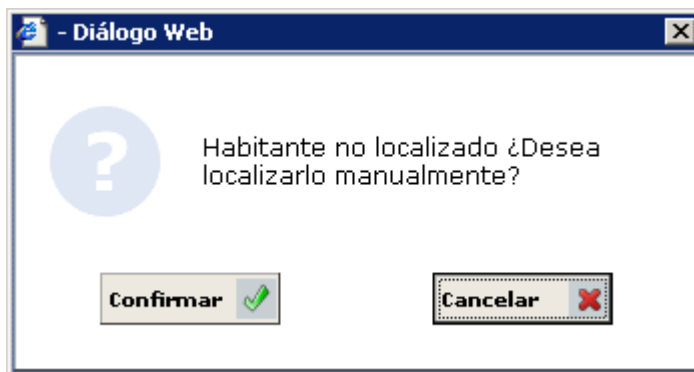 - Diálogo Web
Habitante no localizado ¿Desea
localizarlo manualmente?
Confirmar
Cancelar